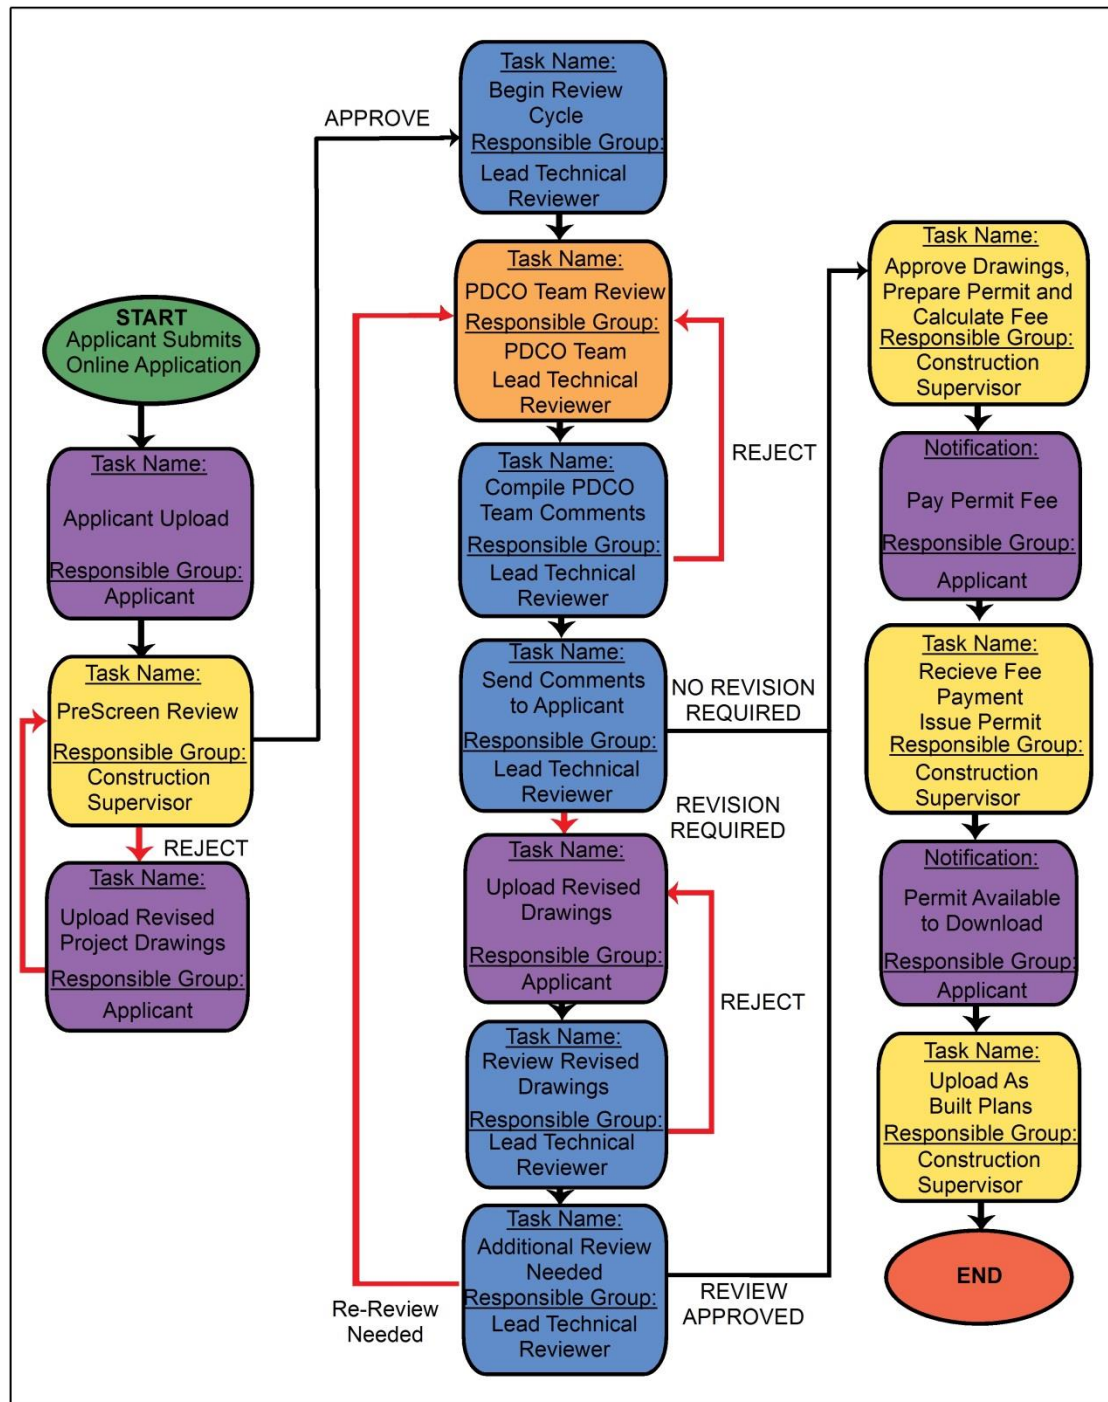 START
Applicant Submits
Online Application
Task Name:
Applicant Upload
Responsible Group:
Applicant
Task Name:
PreScreen Review
Responsible Group:
Construction
Supervisor
REJECT
Task Name:
Upload Revised
Project Drawings
Responsible Group:
Applicant
APPROVE
Task Name:
Begin Review
Cycle
Responsible Group:
Lead Technical
Reviewer
Task Name:
PDCO Team Review
Responsible Group:
PDCO Team
Lead Technical
Reviewer
REJECT
Task Name:
Compile PDCO
Team Comments
Responsible Group:
Lead Technical
Reviewer
Task Name:
Send Comments
to Applicant
Responsible Group:
Lead Technical
Reviewer
NO REVISION
REQUIRED
REVISION
REQUIRED
Task Name:
Upload Revised
Drawings
Responsible Group:
Applicant
REJECT
Task Name:
Review Revised
Drawings
Responsible Group:
Lead Technical
Reviewer
Task Name:
Additional Review
Needed
Responsible Group:
Lead Technical
Reviewer
Re-Review
Needed
REVIEW
APPROVED
Task Name:
Approve Drawings,
Prepare Permit and
Calculate Fee
Responsible Group:
Construction
Supervisor
Notification:
Pay Permit Fee
Responsible Group:
Applicant
Task Name:
Recieve Fee
Payment
Issue Permit
Responsible Group:
Construction
Supervisor
Notification:
Permit Available
to Download
Responsible Group:
Applicant
Task Name:
Upload As
Built Plans
Responsible Group:
Construction
Supervisor
END